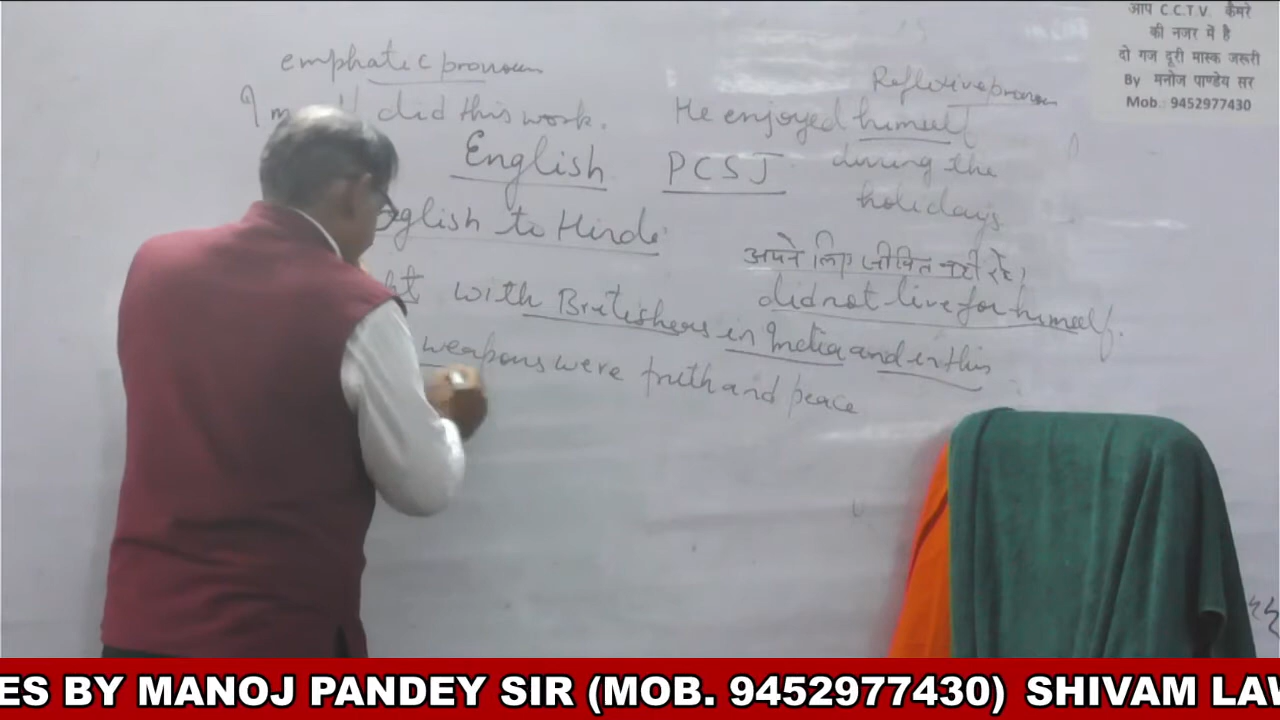 आप C.C.T.V. कैमरे
की नजर में है
दो गज दूरी मास्क जरूरी
By मनोज पाण्डेय सर
Mob.: 9452977430
emphatic pronoun
Reflexive pronoun
I did this work.
He enjoyed himself
during the
holidays
English PCSJ
glish to Hindi
अपने लिए जीवित नहीं रहे।
did not live for himself.
with Britishers in India and in this
weapons were truth and peace
ES BY MANOJ PANDEY SIR (MOB. 9452977430) SHIVAM LAW